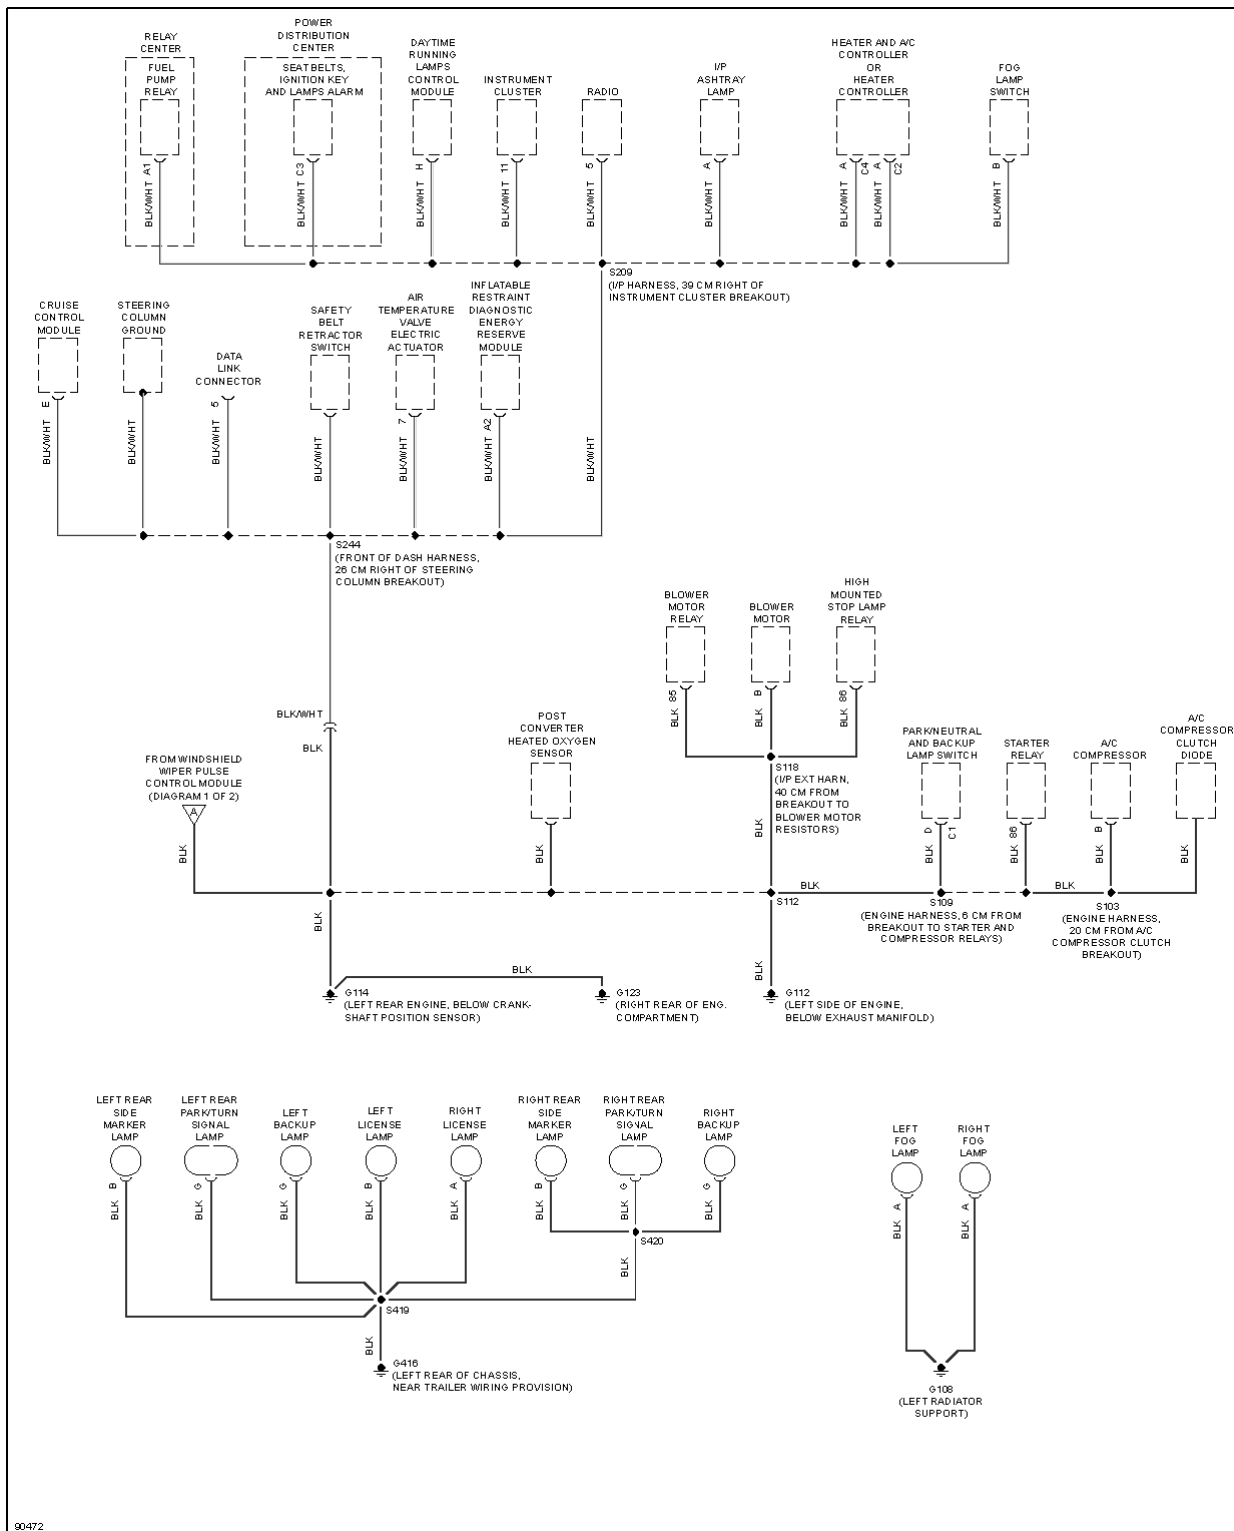 RELAY
CENTER
FUEL
PUMP
RELAY
POWER
DISTRIBUTION
CENTER
SEATBELTS,
IGNITION KEY
AND LAMPS ALARM
DAYTIME
RUNNING
LAMPS
CONTROL
MODULE
INSTRUMENT
CLUSTER
RADIO
I/P
ASHTRAY
LAMP
HEATER AND A/C
CONTROLLER
OR
HEATER
CONTROLLER
FOG
LAMP
SWITCH
BLK/WHT A1
BLK/WHT C3
BLK/WHT H
BLK/WHT 11
BLK/WHT 5
BLK/WHT A
BLK/WHT A
C4
BLK/WHT A
C2
BLK/WHT B
S209
(I/P HARNESS, 39 CM RIGHT OF
INSTRUMENT CLUSTER BREAKOUT)
CRUISE
CONTROL
MODULE
STEERING
COLUMN
GROUND
DATA
LINK
CONNECTOR
SAFETY
BELT
RETRACTOR
SWITCH
AIR
TEMPERATURE
VALVE
ELECTRIC
ACTUATOR
INFLATABLE
RESTRAINT
DIAGNOSTIC
ENERGY
RESERVE
MODULE
BLK/WHT E
BLK/WHT
BLK/WHT 5
BLK/WHT
BLK/WHT 7
BLK/WHT A2
BLK/WHT
S244
(FRONT OF DASH HARNESS,
26 CM RIGHT OF STEERING
COLUMN BREAKOUT)
BLK/WHT
BLK
BLOWER
MOTOR
RELAY
BLOWER
MOTOR
HIGH
MOUNTED
STOP LAMP
RELAY
BLK 85
BLK B
BLK 86
S118
(I/P EXT HARN,
40 CM FROM
BREAKOUT TO
BLOWER MOTOR
RESISTORS)
BLK
FROM WINDSHIELD
WIPER PULSE
CONTROL MODULE
(DIAGRAM 1 OF 2)
A
BLK
POST
CONVERTER
HEATED OXYGEN
SENSOR
BLK
PARK/NEUTRAL
AND BACKUP
LAMP SWITCH
STARTER
RELAY
A/C
COMPRESSOR
A/C
COMPRESSOR
CLUTCH
DIODE
BLK D
C1
BLK 86
BLK B
BLK
BLK
BLK
S112
S109
(ENGINE HARNESS, 6 CM FROM
BREAKOUT TO STARTER AND
COMPRESSOR RELAYS)
S103
(ENGINE HARNESS,
20 CM FROM A/C
COMPRESSOR CLUTCH
BREAKOUT)
BLK
BLK
BLK
G114
(LEFT REAR ENGINE, BELOW CRANK-
SHAFT POSITION SENSOR)
G123
(RIGHT REAR OF ENG.
COMPARTMENT)
G112
(LEFT SIDE OF ENGINE,
BELOW EXHAUST MANIFOLD)
LEFT REAR
SIDE
MARKER
LAMP
LEFT REAR
PARK/TURN
SIGNAL
LAMP
LEFT
BACKUP
LAMP
LEFT
LICENSE
LAMP
RIGHT
LICENSE
LAMP
RIGHT REAR
SIDE
MARKER
LAMP
RIGHT REAR
PARK/TURN
SIGNAL
LAMP
RIGHT
BACKUP
LAMP
LEFT
FOG
LAMP
RIGHT
FOG
LAMP
BLK B
BLK G
BLK G
BLK B
BLK A
BLK B
BLK G
BLK G
BLK A
BLK A
S420
BLK
S419
BLK
G416
(LEFT REAR OF CHASSIS,
NEAR TRAILER WIRING PROVISION)
G108
(LEFT RADIATOR
SUPPORT)
90472